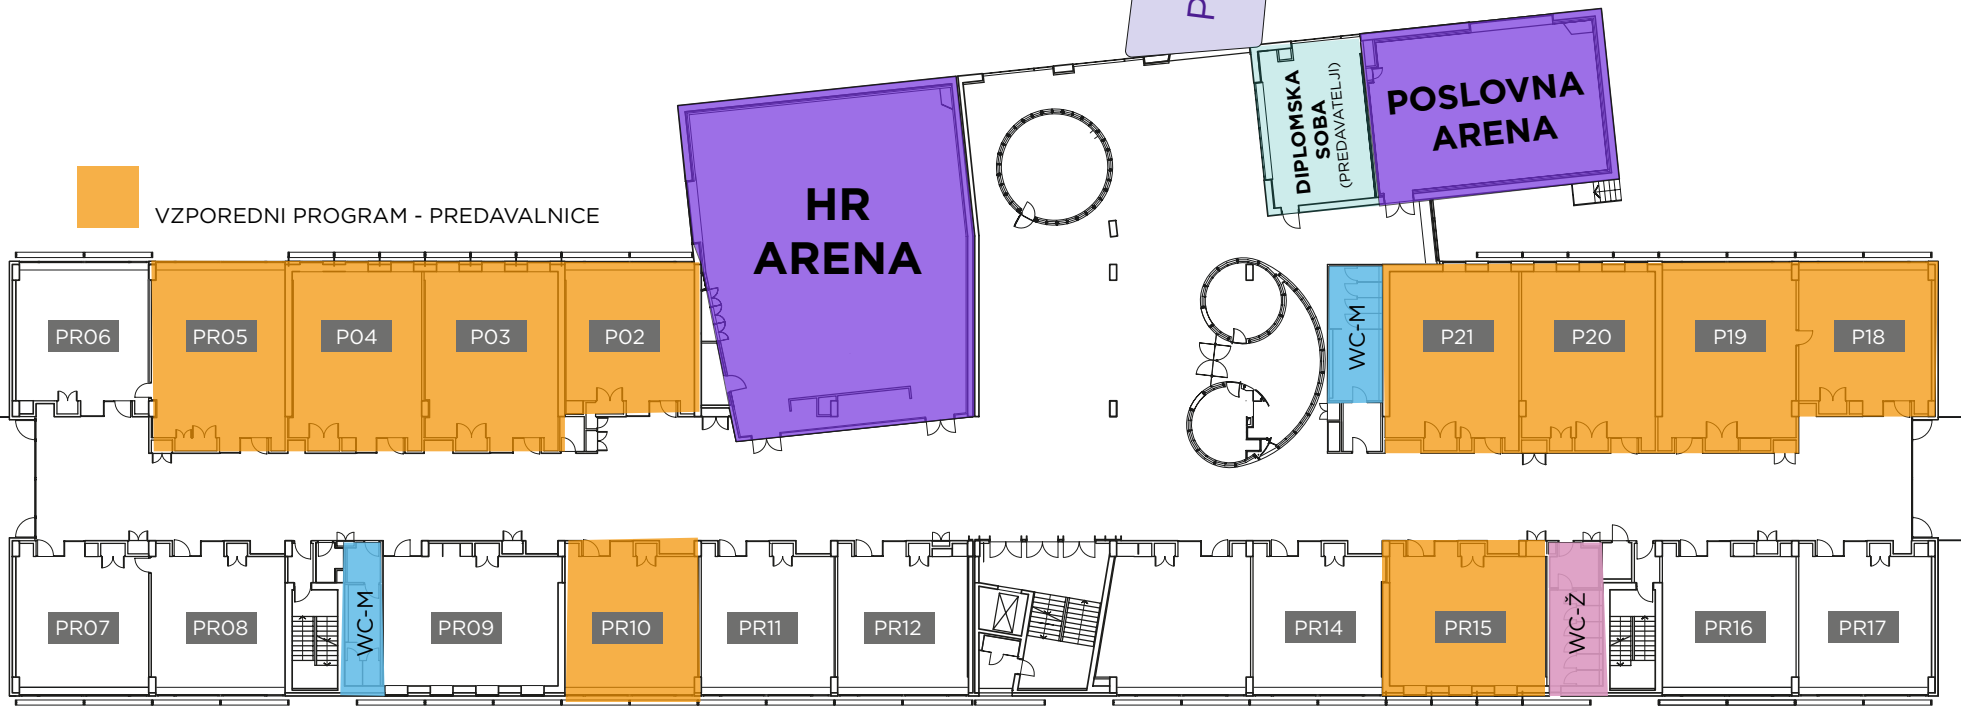 P
DIPLOMSKA
SOBA
(PREDAVATELJI)
POSLOVNA
ARENA
HR
ARENA
VZPOREDNI PROGRAM - PREDAVALNICE
PR06
PR05
P04
P03
P02
WC-M
P21
P20
P19
P18
PR07
PR08
WC-M
PR09
PR10
PR11
PR12
PR14
PR15
WC-Ž
PR16
PR17